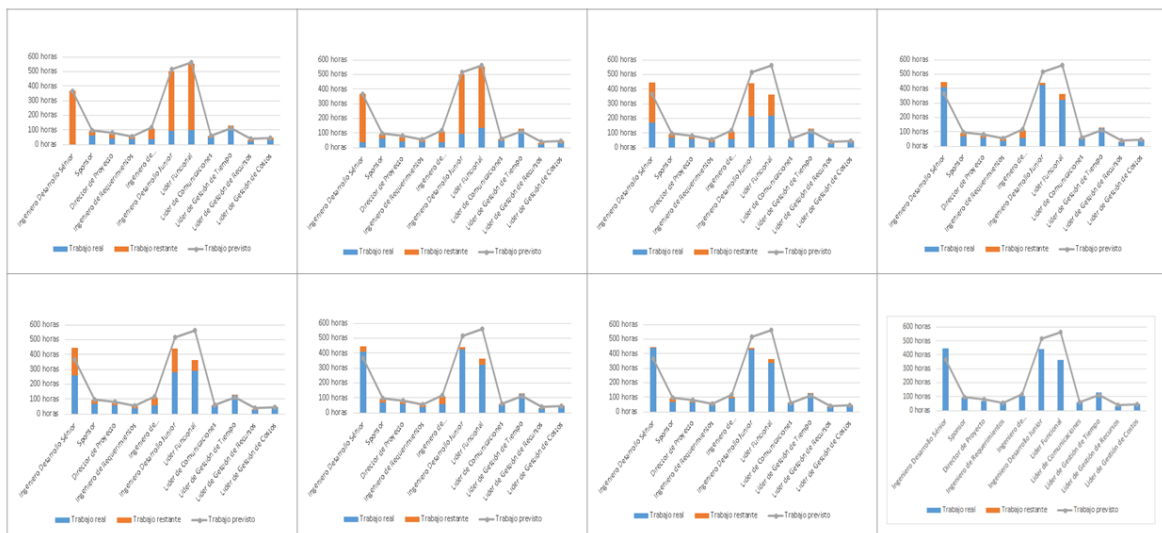 600 horas
500 horas
400 horas
300 horas
200 horas
100 horas
0 horas
Ingeniero Desarrollo Sénior
Sponsor
Director de Proyecto
Ingeniero de Requerimientos
Ingeniero de...
Ingeniero Desarrollo Junior
Líder Funcional
Líder de Comunicaciones
Líder de Gestión de Tiempo
Líder de Gestión de Recursos
Líder de Gestión de Costos
Trabajo real Trabajo restante Trabajo previsto
600 horas
500 horas
400 horas
300 horas
200 horas
100 horas
0 horas
Ingeniero Desarrollo Sénior
Sponsor
Director de Proyecto
Ingeniero de Requerimientos
Ingeniero de...
Ingeniero Desarrollo Junior
Líder Funcional
Líder de Comunicaciones
Líder de Gestión de Tiempo
Líder de Gestión de Recursos
Líder de Gestión de Costos
Trabajo real Trabajo restante Trabajo previsto
600 horas
500 horas
400 horas
300 horas
200 horas
100 horas
0 horas
Ingeniero Desarrollo Sénior
Sponsor
Director de Proyecto
Ingeniero de Requerimientos
Ingeniero de...
Ingeniero Desarrollo Junior
Líder Funcional
Líder de Comunicaciones
Líder de Gestión de Tiempo
Líder de Gestión de Recursos
Líder de Gestión de Costos
Trabajo real Trabajo restante Trabajo previsto
600 horas
500 horas
400 horas
300 horas
200 horas
100 horas
0 horas
Ingeniero Desarrollo Sénior
Sponsor
Director de Proyecto
Ingeniero de Requerimientos
Ingeniero de...
Ingeniero Desarrollo Junior
Líder Funcional
Líder de Comunicaciones
Líder de Gestión de Tiempo
Líder de Gestión de Recursos
Líder de Gestión de Costos
Trabajo real Trabajo restante Trabajo previsto
600 horas
500 horas
400 horas
300 horas
200 horas
100 horas
0 horas
Ingeniero Desarrollo Sénior
Sponsor
Director de Proyecto
Ingeniero de Requerimientos
Ingeniero de...
Ingeniero Desarrollo Junior
Líder Funcional
Líder de Comunicaciones
Líder de Gestión de Tiempo
Líder de Gestión de Recursos
Líder de Gestión de Costos
Trabajo real Trabajo restante Trabajo previsto
600 horas
500 horas
400 horas
300 horas
200 horas
100 horas
0 horas
Ingeniero Desarrollo Sénior
Sponsor
Director de Proyecto
Ingeniero de Requerimientos
Ingeniero de...
Ingeniero Desarrollo Junior
Líder Funcional
Líder de Comunicaciones
Líder de Gestión de Tiempo
Líder de Gestión de Recursos
Líder de Gestión de Costos
Trabajo real Trabajo restante Trabajo previsto
600 horas
500 horas
400 horas
300 horas
200 horas
100 horas
0 horas
Ingeniero Desarrollo Sénior
Sponsor
Director de Proyecto
Ingeniero de Requerimientos
Ingeniero de...
Ingeniero Desarrollo Junior
Líder Funcional
Líder de Comunicaciones
Líder de Gestión de Tiempo
Líder de Gestión de Recursos
Líder de Gestión de Costos
Trabajo real Trabajo restante Trabajo previsto
600 horas
500 horas
400 horas
300 horas
200 horas
100 horas
0 horas
Ingeniero Desarrollo Sénior
Sponsor
Director de Proyecto
Ingeniero de Requerimientos
Ingeniero de...
Ingeniero Desarrollo Junior
Líder Funcional
Líder de Comunicaciones
Líder de Gestión de Tiempo
Líder de Gestión de Recursos
Líder de Gestión de Costos
Trabajo real Trabajo restante Trabajo previsto